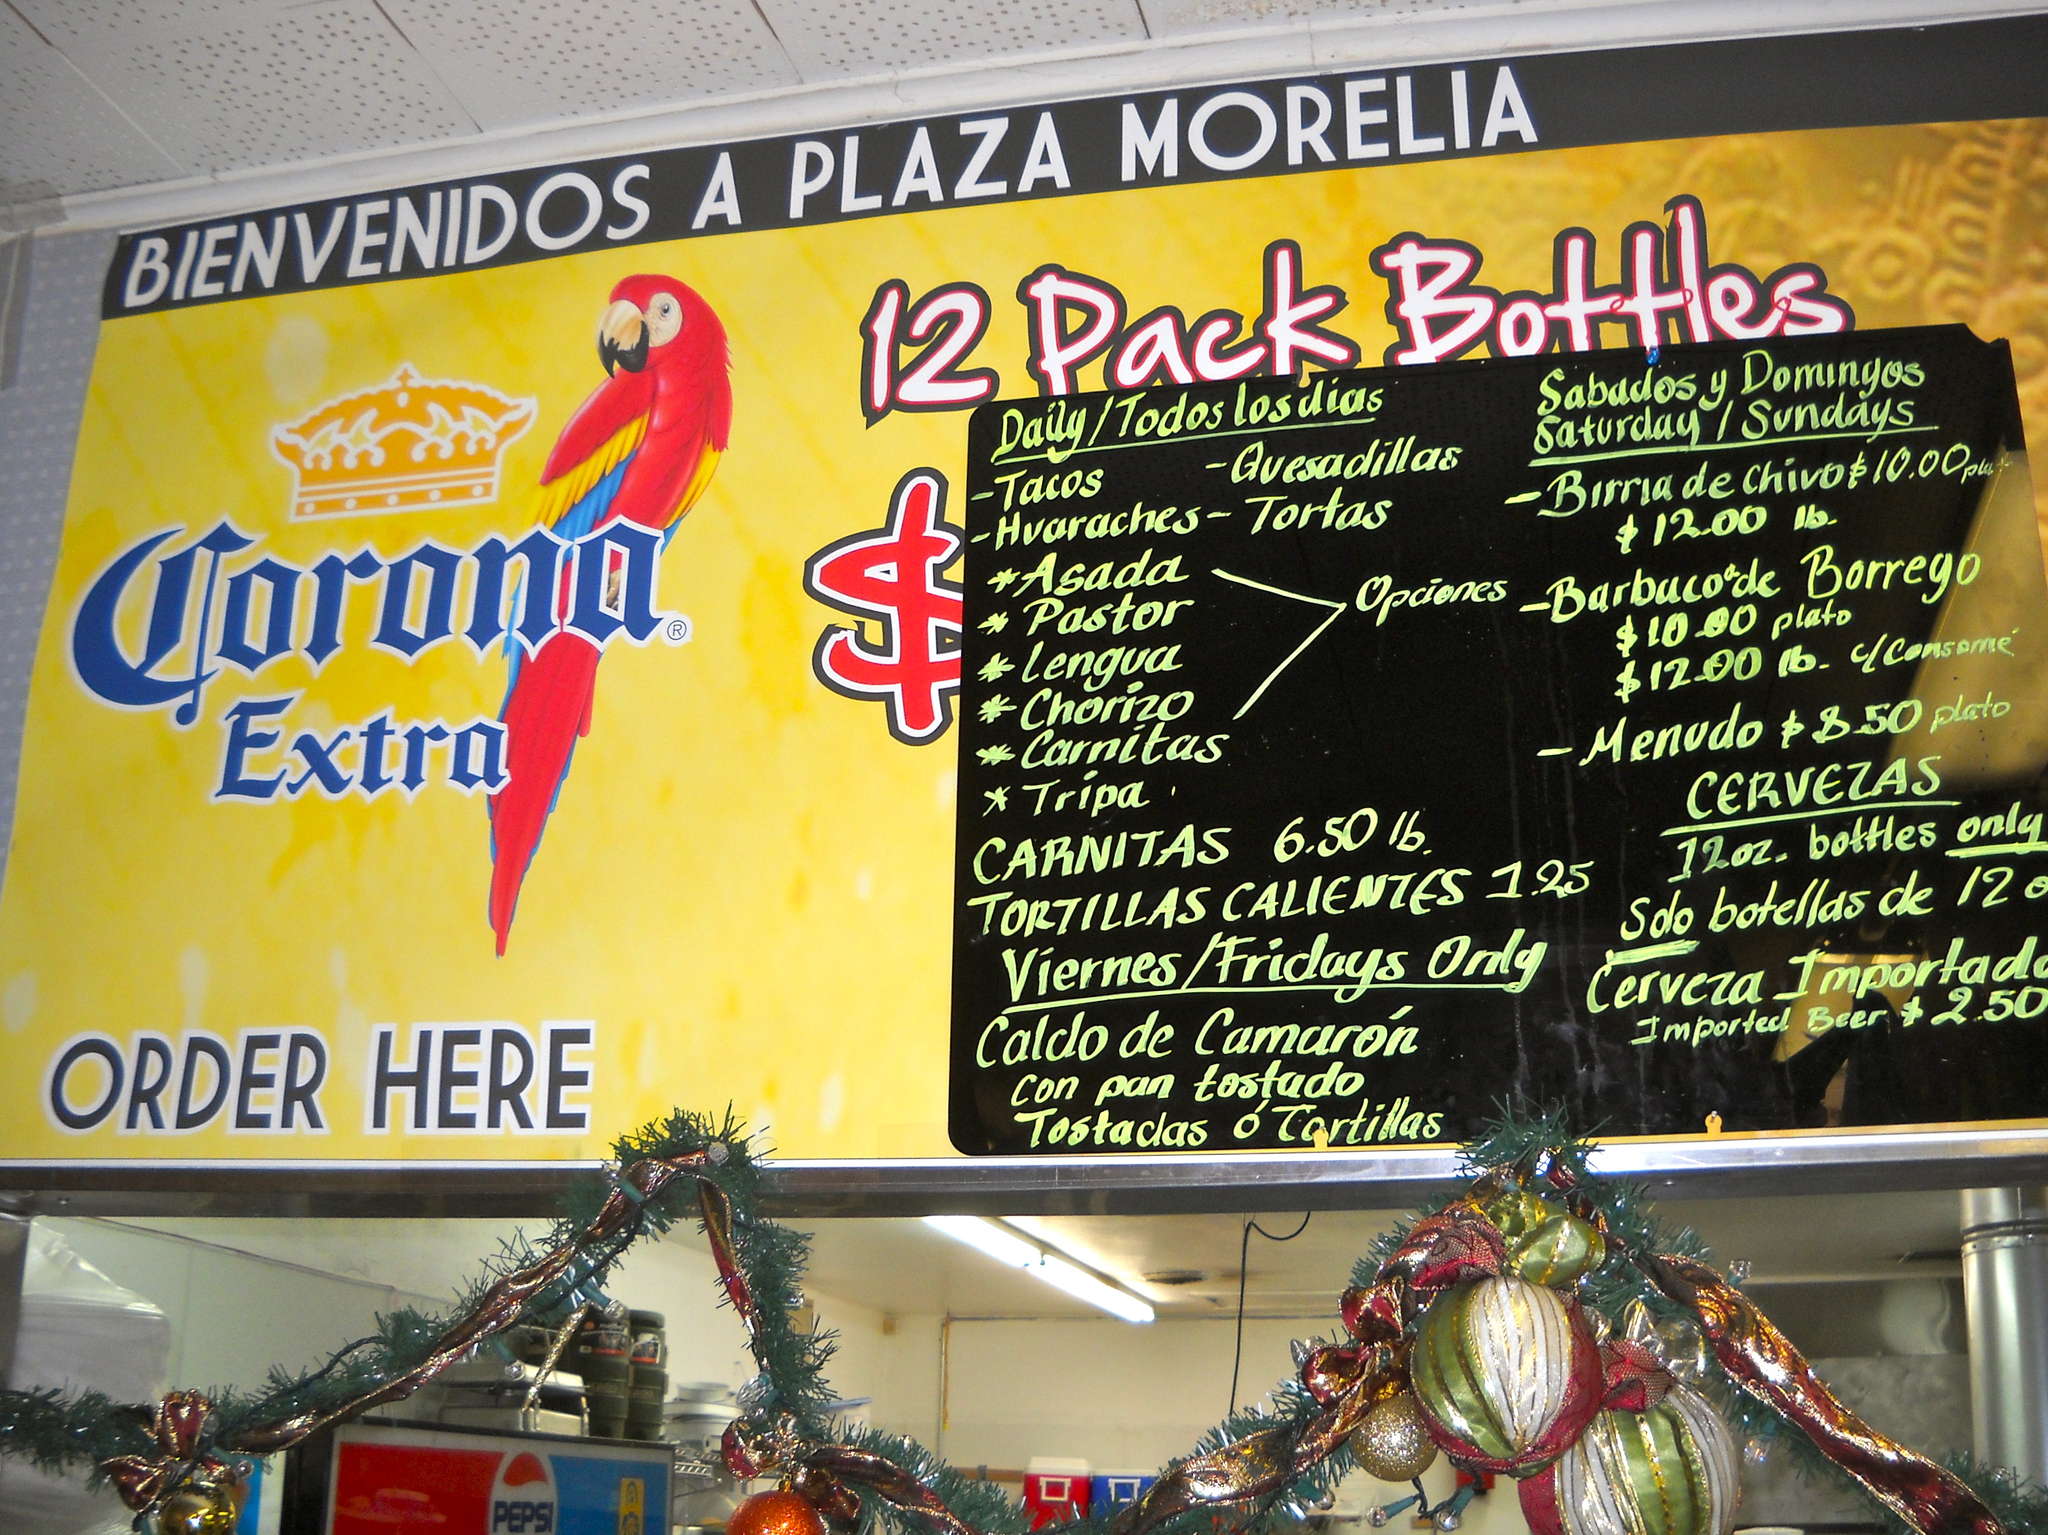 BIENVENIDOS A PLAZA MORELIA
12 Pack Bottles
$
Corona®
Extra
ORDER HERE
Daily/Todos los dias
-Tacos -Quesadillas
-Huaraches - Tortas
*Asada
*Pastor
*Lengua
*Chorizo
*Carnitas
*Tripa
Opciones
CARNITAS 6.50 lb.
TORTILLAS CALIENTES 1.25
Viernes/Fridays Only
Caldo de Camarón
con pan tostado
Tostadas ó Tortillas
Sabados y Domingos
Saturday / Sundays
-Birria de chivo $10.00
$12.00 lb.
-Barbucoa de Borrego
$10.00 plato
$12.00 lb. c/consomé
-Menudo $8.50 plato
CERVEZAS
12oz. bottles only
Solo botellas de 12
Cerveza Importada
Imported Beer $2.50
PEPSI